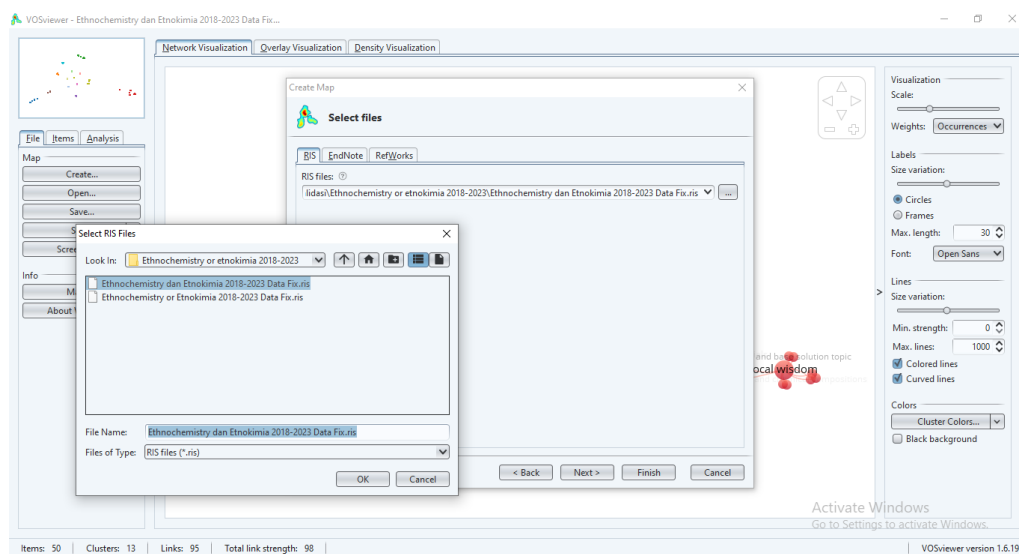 VOSviewer - Ethnochemistry dan Etnokimia 2018-2023 Data Fix...
Network Visualization
Overlay Visualization
Density Visualization
File
Items
Analysis
Map
Create...
Open...
Save...
Info
About
Create Map
Select files
RIS
EndNote
RefWorks
RIS files:
lidasi\Ethnochemistry or etnokimia 2018-2023\Ethnochemistry dan Etnokimia 2018-2023 Data Fix.ris
...
< Back
Next >
Finish
Cancel
Select RIS Files
Look In:
Ethnochemistry or etnokimia 2018-2023
Ethnochemistry dan Etnokimia 2018-2023 Data Fix.ris
Ethnochemistry or Etnokimia 2018-2023 Data Fix.ris
File Name:
Ethnochemistry dan Etnokimia 2018-2023 Data Fix.ris
Files of Type:
RIS files (*.ris)
OK
Cancel
and ba solution topic
ocal wisdom
Visualization
Scale:
Weights:
Occurrences
Labels
Size variation:
Circles
Frames
Max. length:
30
Font:
Open Sans
Lines
Size variation:
Min. strength:
0
Max. lines:
1000
Colored lines
Curved lines
Colors
Cluster Colors...
Black background
Activate Windows
Go to Settings to activate Windows.
Items: 50
Clusters: 13
Links: 95
Total link strength: 98
VOSviewer version 1.6.19